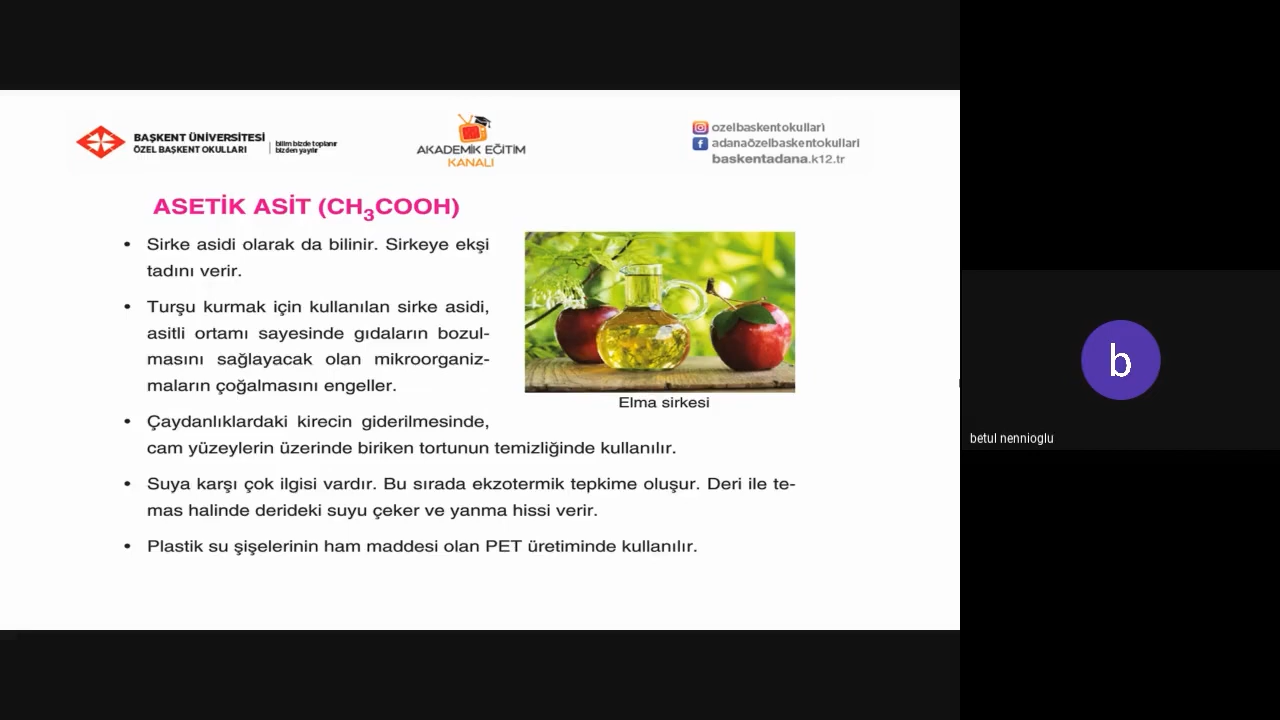 BAŞKENT ÜNİVERSİTESİ
ÖZEL BAŞKENT OKULLARI
bilim bizde toplanır
bizden yayılır
AKADEMİK EĞİTİM
KANALI
ozelbaskentokullari
adanaözelbaskentokullari
baskentadana.k12.tr
ASETİK ASİT (CH₃COOH)
• Sirke asidi olarak da bilinir. Sirkeye ekşi
tadını verir.
• Turşu kurmak için kullanılan sirke asidi,
asitli ortamı sayesinde gıdaların bozul-
masını sağlayacak olan mikroorganiz-
maların çoğalmasını engeller.
Elma sirkesi
• Çaydanlıklardaki kirecin giderilmesinde,
cam yüzeylerin üzerinde biriken tortunun temizliğinde kullanılır.
• Suya karşı çok ilgisi vardır. Bu sırada ekzotermik tepkime oluşur. Deri ile te-
mas halinde derideki suyu çeker ve yanma hissi verir.
• Plastik su şişelerinin ham maddesi olan PET üretiminde kullanılır.
b
betul nennioglu